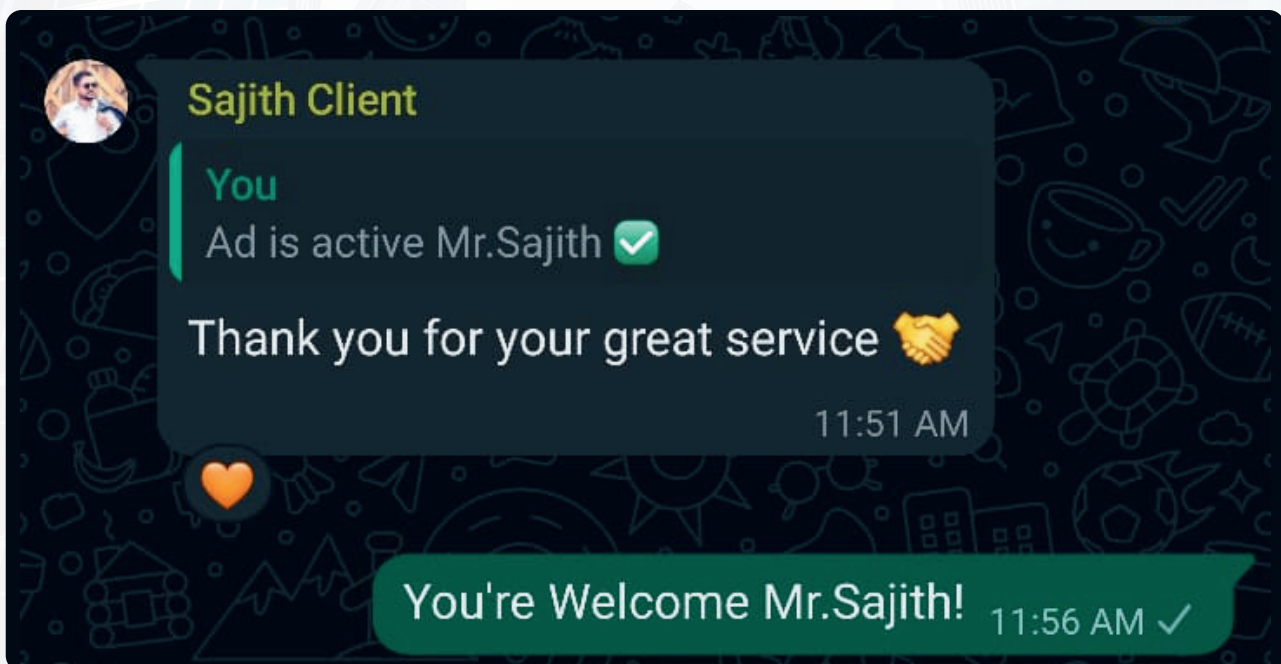 Sajith Client
You
Ad is active Mr.Sajith ✅
Thank you for your great service 🤝
11:51 AM
🧡
You're Welcome Mr.Sajith! 11:56 AM ✓